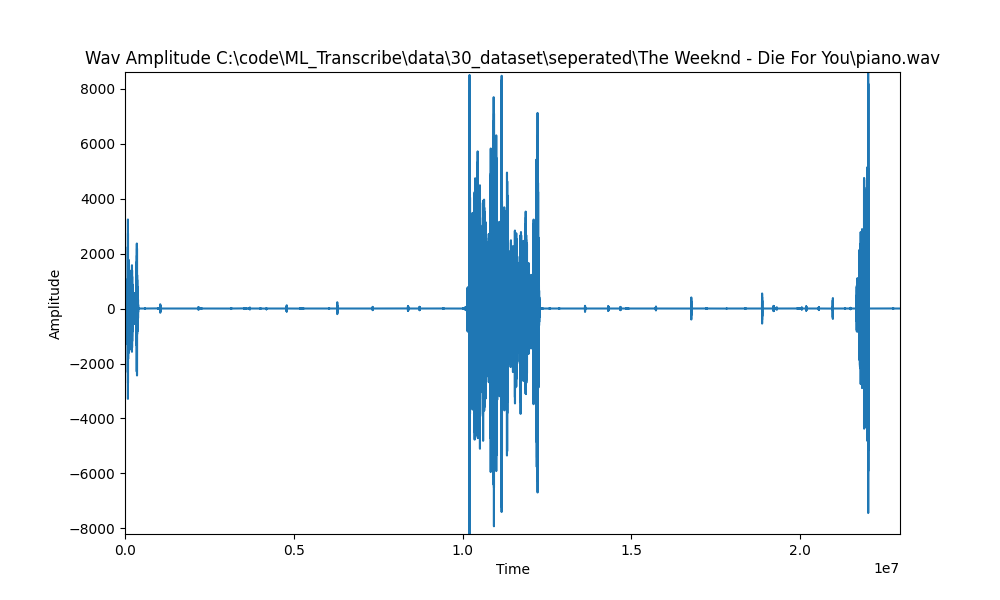 Wav Amplitude C:\code\ML_Transcribe\data\30_dataset\seperated\The Weeknd - Die For You\piano.wav
8000
6000
4000
2000
0
−2000
−4000
−6000
−8000
Amplitude
0.0 0.5 1.0 1.5 2.0
1e7
Time